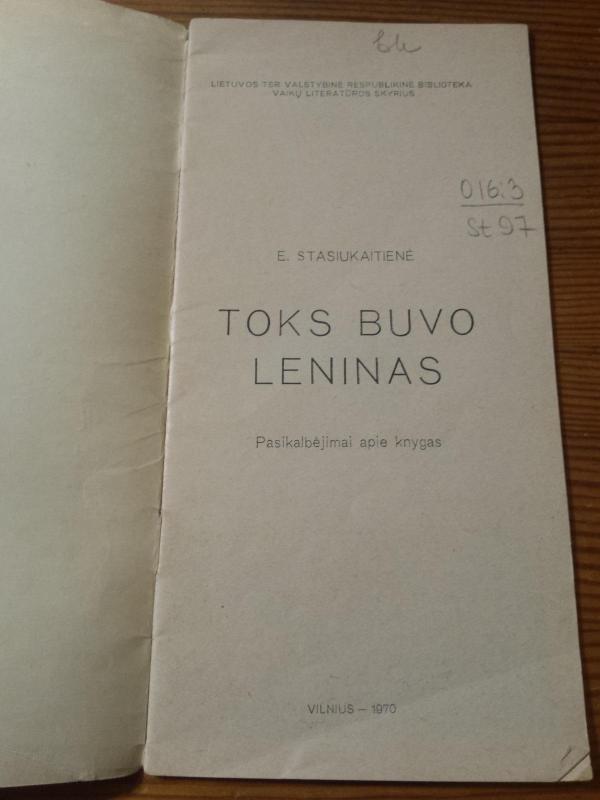 LIETUVOS TSR VALSTYBINĖ RESPUBLIKINĖ BIBLIOTEKA
VAIKŲ LITERATŪROS SKYRIUS
016:3
St 97
E. STASIUKAITIENĖ
TOKS BUVO
LENINAS
Pasikalbėjimai apie knygas
VILNIUS – 1970